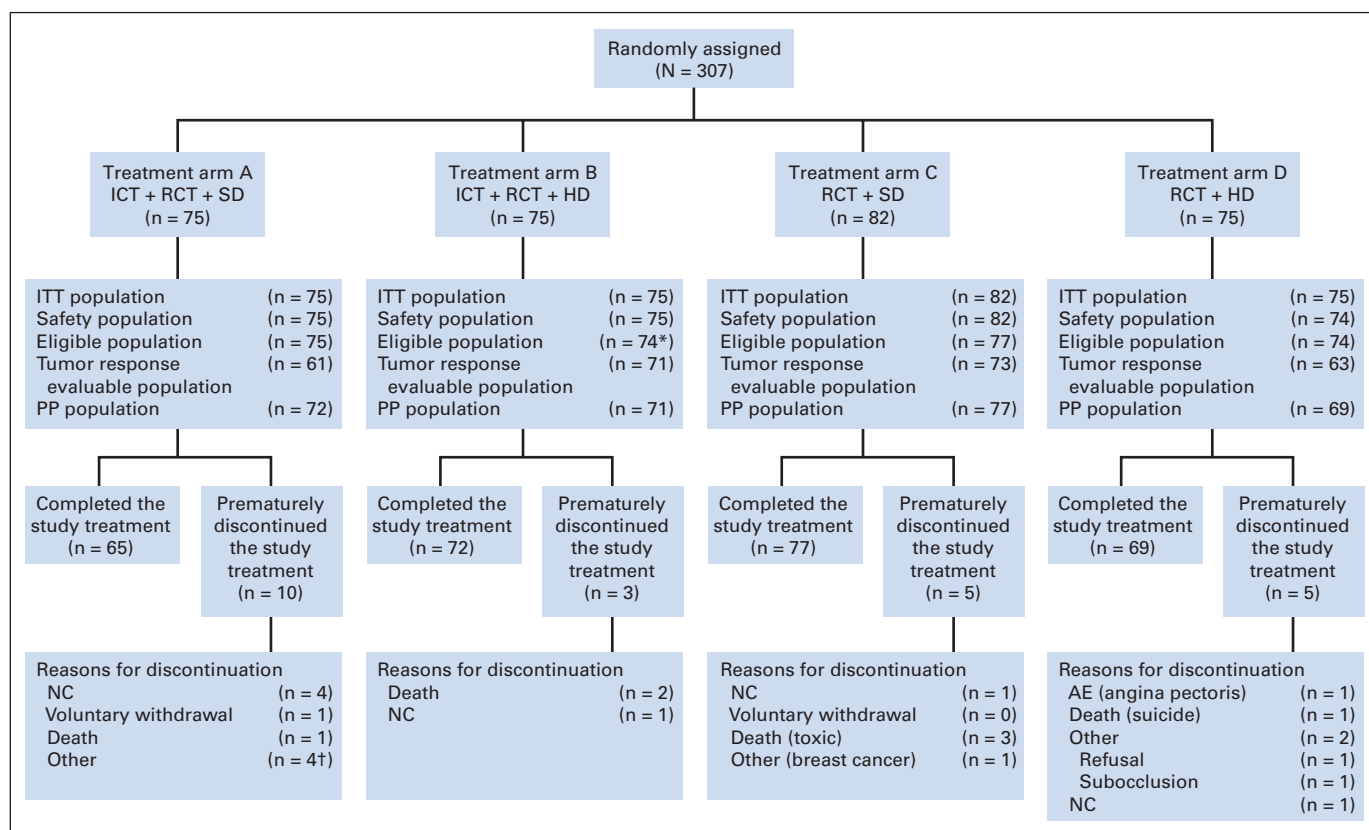 Randomly assigned
(N = 307)
Treatment arm A
ICT + RCT + SD
(n = 75)
Treatment arm B
ICT + RCT + HD
(n = 75)
Treatment arm C
RCT + SD
(n = 82)
Treatment arm D
RCT + HD
(n = 75)
ITT population (n = 75)
Safety population (n = 75)
Eligible population (n = 75)
Tumor response (n = 61)
evaluable population
PP population (n = 72)
ITT population (n = 75)
Safety population (n = 75)
Eligible population (n = 74*)
Tumor response (n = 71)
evaluable population
PP population (n = 71)
ITT population (n = 82)
Safety population (n = 82)
Eligible population (n = 77)
Tumor response (n = 73)
evaluable population
PP population (n = 77)
ITT population (n = 75)
Safety population (n = 74)
Eligible population (n = 74)
Tumor response (n = 63)
evaluable population
PP population (n = 69)
Completed the
study treatment
(n = 65)
Prematurely
discontinued
the study
treatment
(n = 10)
Completed the
study treatment
(n = 72)
Prematurely
discontinued
the study
treatment
(n = 3)
Completed the
study treatment
(n = 77)
Prematurely
discontinued
the study
treatment
(n = 5)
Completed the
study treatment
(n = 69)
Prematurely
discontinued
the study
treatment
(n = 5)
Reasons for discontinuation
NC (n = 4)
Voluntary withdrawal (n = 1)
Death (n = 1)
Other (n = 4†)
Reasons for discontinuation
Death (n = 2)
NC (n = 1)
Reasons for discontinuation
NC (n = 1)
Voluntary withdrawal (n = 0)
Death (toxic) (n = 3)
Other (breast cancer) (n = 1)
Reasons for discontinuation
AE (angina pectoris) (n = 1)
Death (suicide) (n = 1)
Other (n = 2)
Refusal (n = 1)
Subocclusion (n = 1)
NC (n = 1)